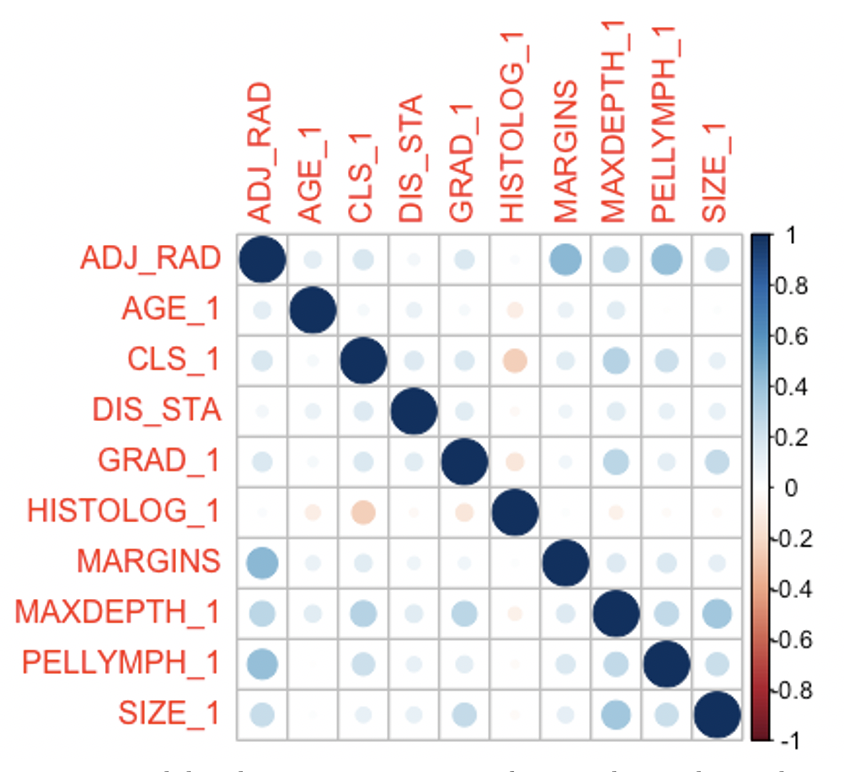 ADJ_RAD
AGE_1
CLS_1
DIS_STA
GRAD_1
HISTOLOG_1
MARGINS
MAXDEPTH_1
PELLYMPH_1
SIZE_1
ADJ_RAD
AGE_1
CLS_1
DIS_STA
GRAD_1
HISTOLOG_1
MARGINS
MAXDEPTH_1
PELLYMPH_1
SIZE_1
1
0.8
0.6
0.4
0.2
0
-0.2
-0.4
-0.6
-0.8
-1